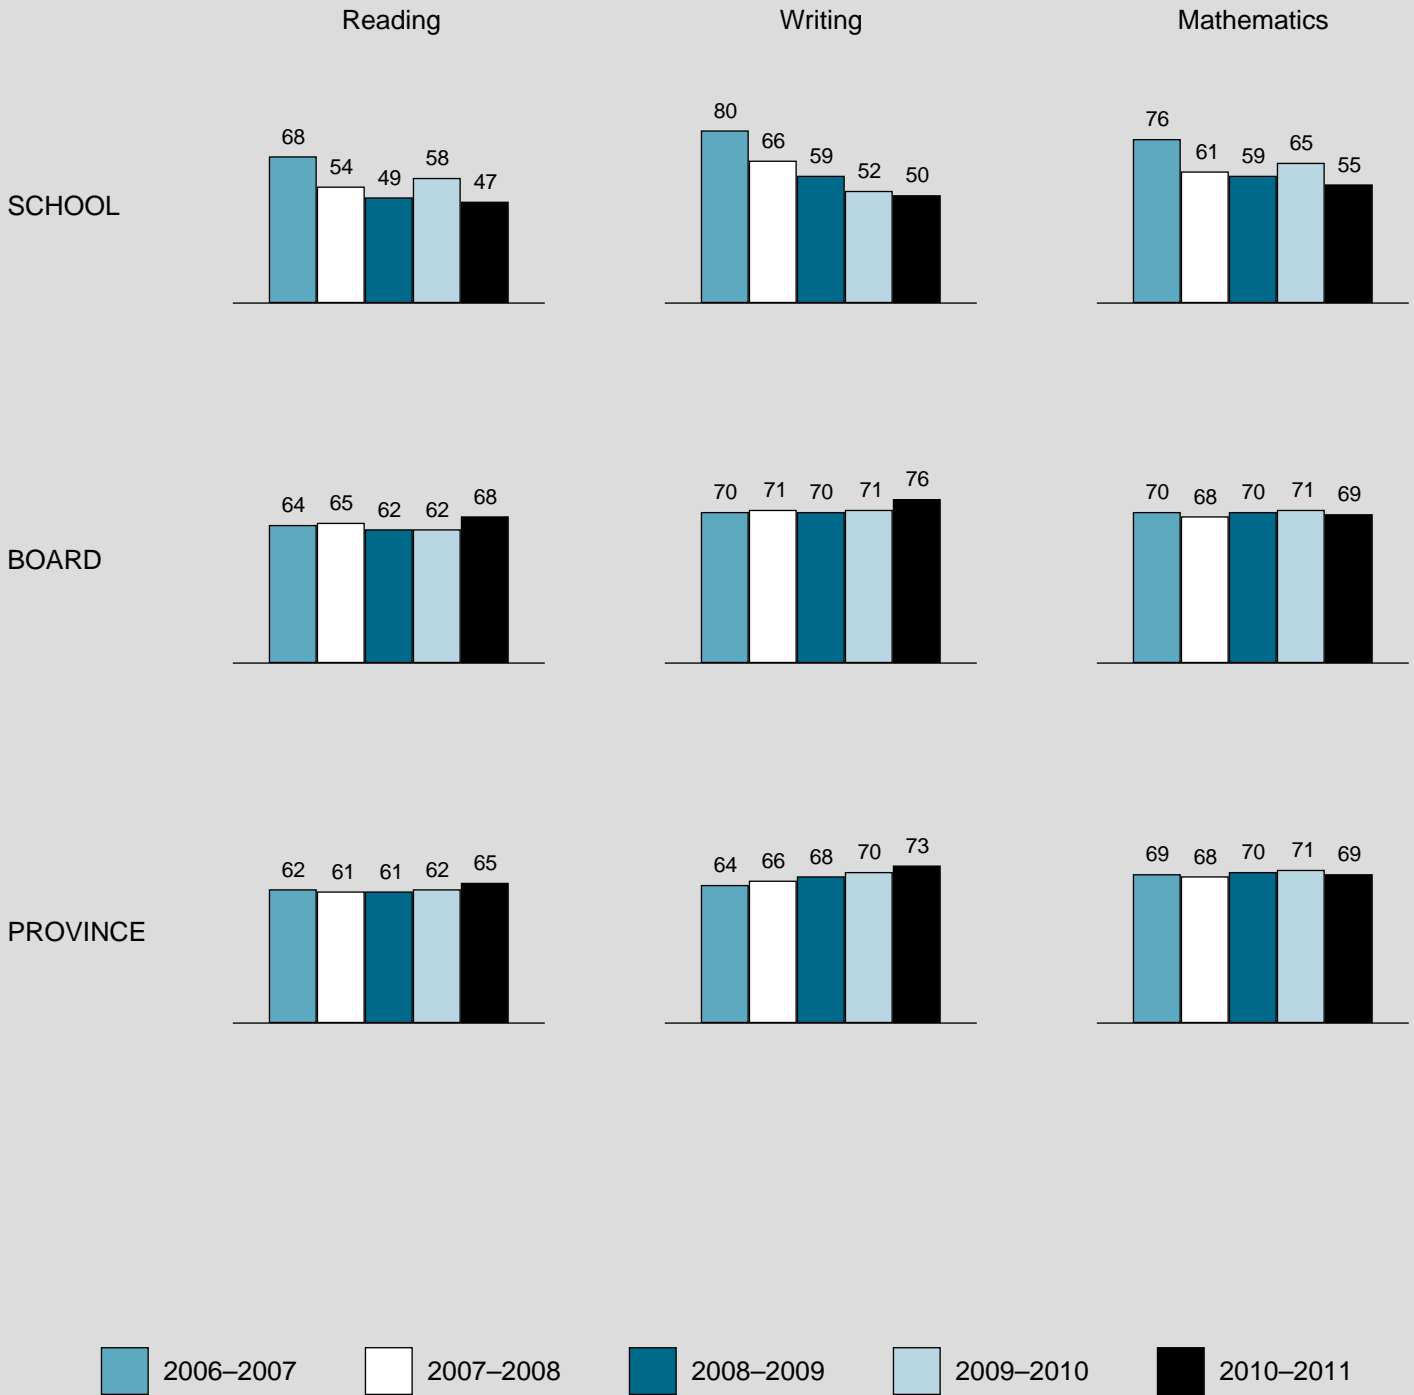 Reading Writing Mathematics
80
76
68
66
65
61
59
59
58
54
55
52
50
49
47
SCHOOL
76
70 71 70 71
70 68 70 71 69
68
64 65 62 62
BOARD
73
70
68
66
64
69 68 70 71 69
65
62 61 61 62
PROVINCE
2006–2007 2007–2008 2008–2009 2009–2010 2010–2011